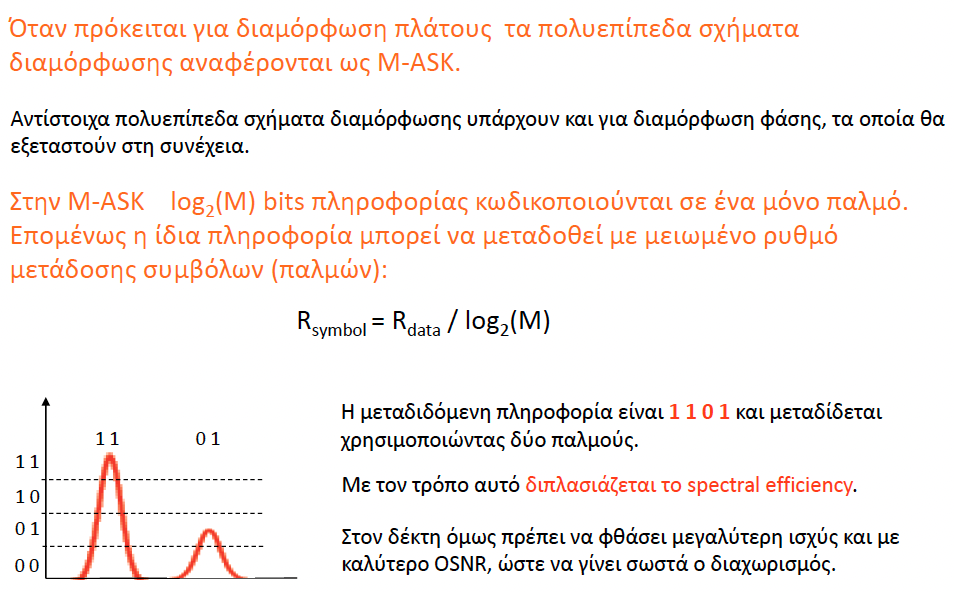 Όταν πρόκειται για διαμόρφωση πλάτους τα πολυεπίπεδα σχήματα
διαμόρφωσης αναφέρονται ως M-ASK.
Αντίστοιχα πολυεπίπεδα σχήματα διαμόρφωσης υπάρχουν και για διαμόρφωση φάσης, τα οποία θα
εξεταστούν στη συνέχεια.
Στην M-ASK log₂(M) bits πληροφορίας κωδικοποιούνται σε ένα μόνο παλμό.
Επομένως η ίδια πληροφορία μπορεί να μεταδοθεί με μειωμένο ρυθμό
μετάδοσης συμβόλων (παλμών):
Rsymbol = Rdata / log₂(M)
1 1 0 1
1 1
1 0
0 1
0 0
Η μεταδιδόμενη πληροφορία είναι 1 1 0 1 και μεταδίδεται
χρησιμοποιώντας δύο παλμούς.
Με τον τρόπο αυτό διπλασιάζεται το spectral efficiency.
Στον δέκτη όμως πρέπει να φθάσει μεγαλύτερη ισχύς και με
καλύτερο OSNR, ώστε να γίνει σωστά ο διαχωρισμός.